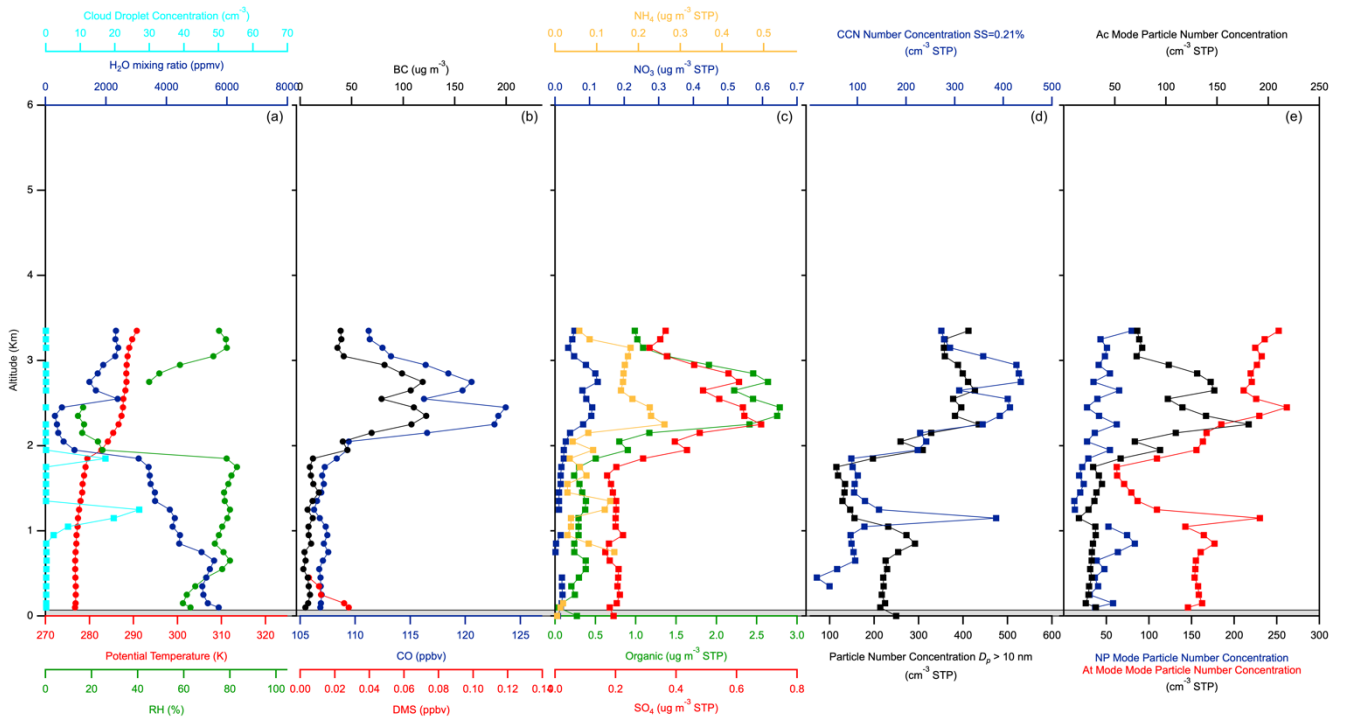 Cloud Droplet Concentration (cm⁻³)
0 10 20 30 40 50 60 70
H₂O mixing ratio (ppmv)
0 2000 4000 6000 8000
BC (ug m⁻³)
0 50 100 150 200
NH₄ (ug m⁻³ STP)
0.0 0.1 0.2 0.3 0.4 0.5
NO₃ (ug m⁻³ STP)
0.0 0.1 0.2 0.3 0.4 0.5 0.6 0.7
CCN Number Concentration SS=0.21%
(cm⁻³ STP)
100 200 300 400 500 600
Ac Mode Particle Number Concentration
(cm⁻³ STP)
50 100 150 200 250
(a) (b) (c) (d) (e)
Altitude (Km)
6
5
4
3
2
1
0
270 280 290 300 310 320
Potential Temperature (K)
0 20 40 60 80 100
RH (%)
105 110 115 120 125
CO (ppbv)
0.00 0.02 0.04 0.06 0.08 0.10 0.12 0.14
DMS (ppbv)
0.0 0.5 1.0 1.5 2.0 2.5 3.0
Organic (ug m⁻³ STP)
0.0 0.2 0.4 0.6 0.8
SO₄ (ug m⁻³ STP)
100 200 300 400 500 600
Particle Number Concentration Dₚ > 10 nm
(cm⁻³ STP)
50 100 150 200 250 300
NP Mode Particle Number Concentration
At Mode Mode Particle Number Concentration
(cm⁻³ STP)